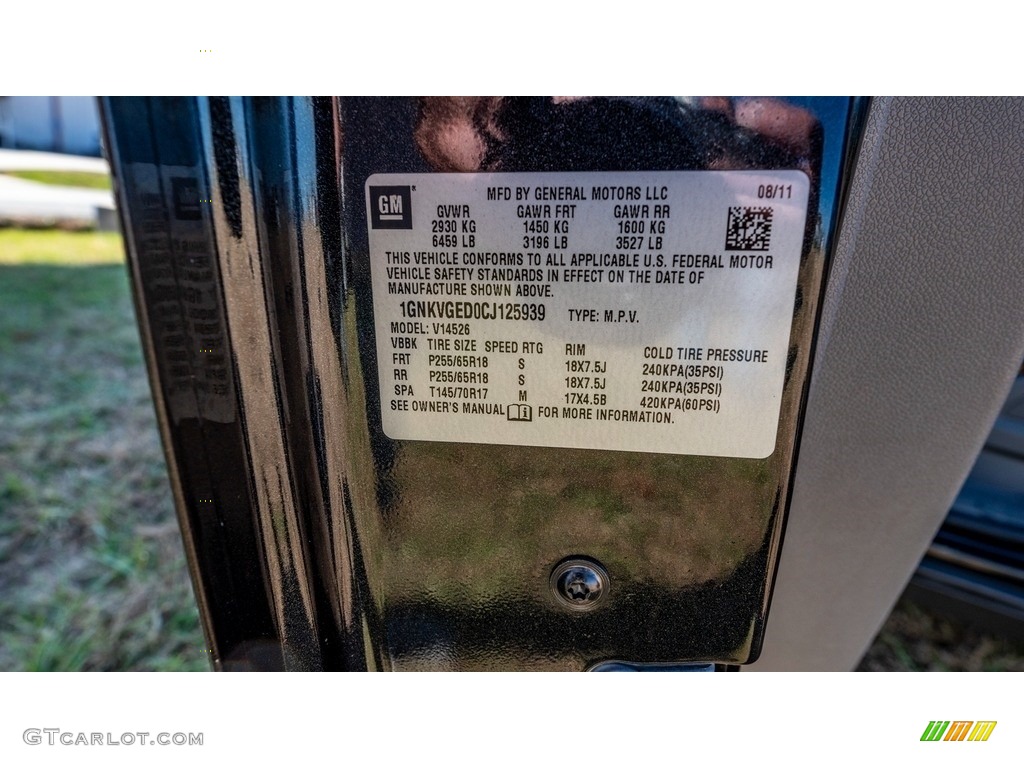 GM
MFD BY GENERAL MOTORS LLC 08/11
GVWR GAWR FRT GAWR RR
2930 KG 1450 KG 1600 KG
6459 LB 3196 LB 3527 LB
THIS VEHICLE CONFORMS TO ALL APPLICABLE U.S. FEDERAL MOTOR
VEHICLE SAFETY STANDARDS IN EFFECT ON THE DATE OF
MANUFACTURE SHOWN ABOVE.
1GNKVGED0CJ125939 TYPE: M.P.V.
MODEL: V14526
VBBK TIRE SIZE SPEED RTG RIM COLD TIRE PRESSURE
FRT P255/65R18 S 18X7.5J 240KPA(35PSI)
RR P255/65R18 S 18X7.5J 240KPA(35PSI)
SPA T145/70R17 M 17X4.5B 420KPA(60PSI)
SEE OWNER'S MANUAL FOR MORE INFORMATION.
GTCARLOT.COM